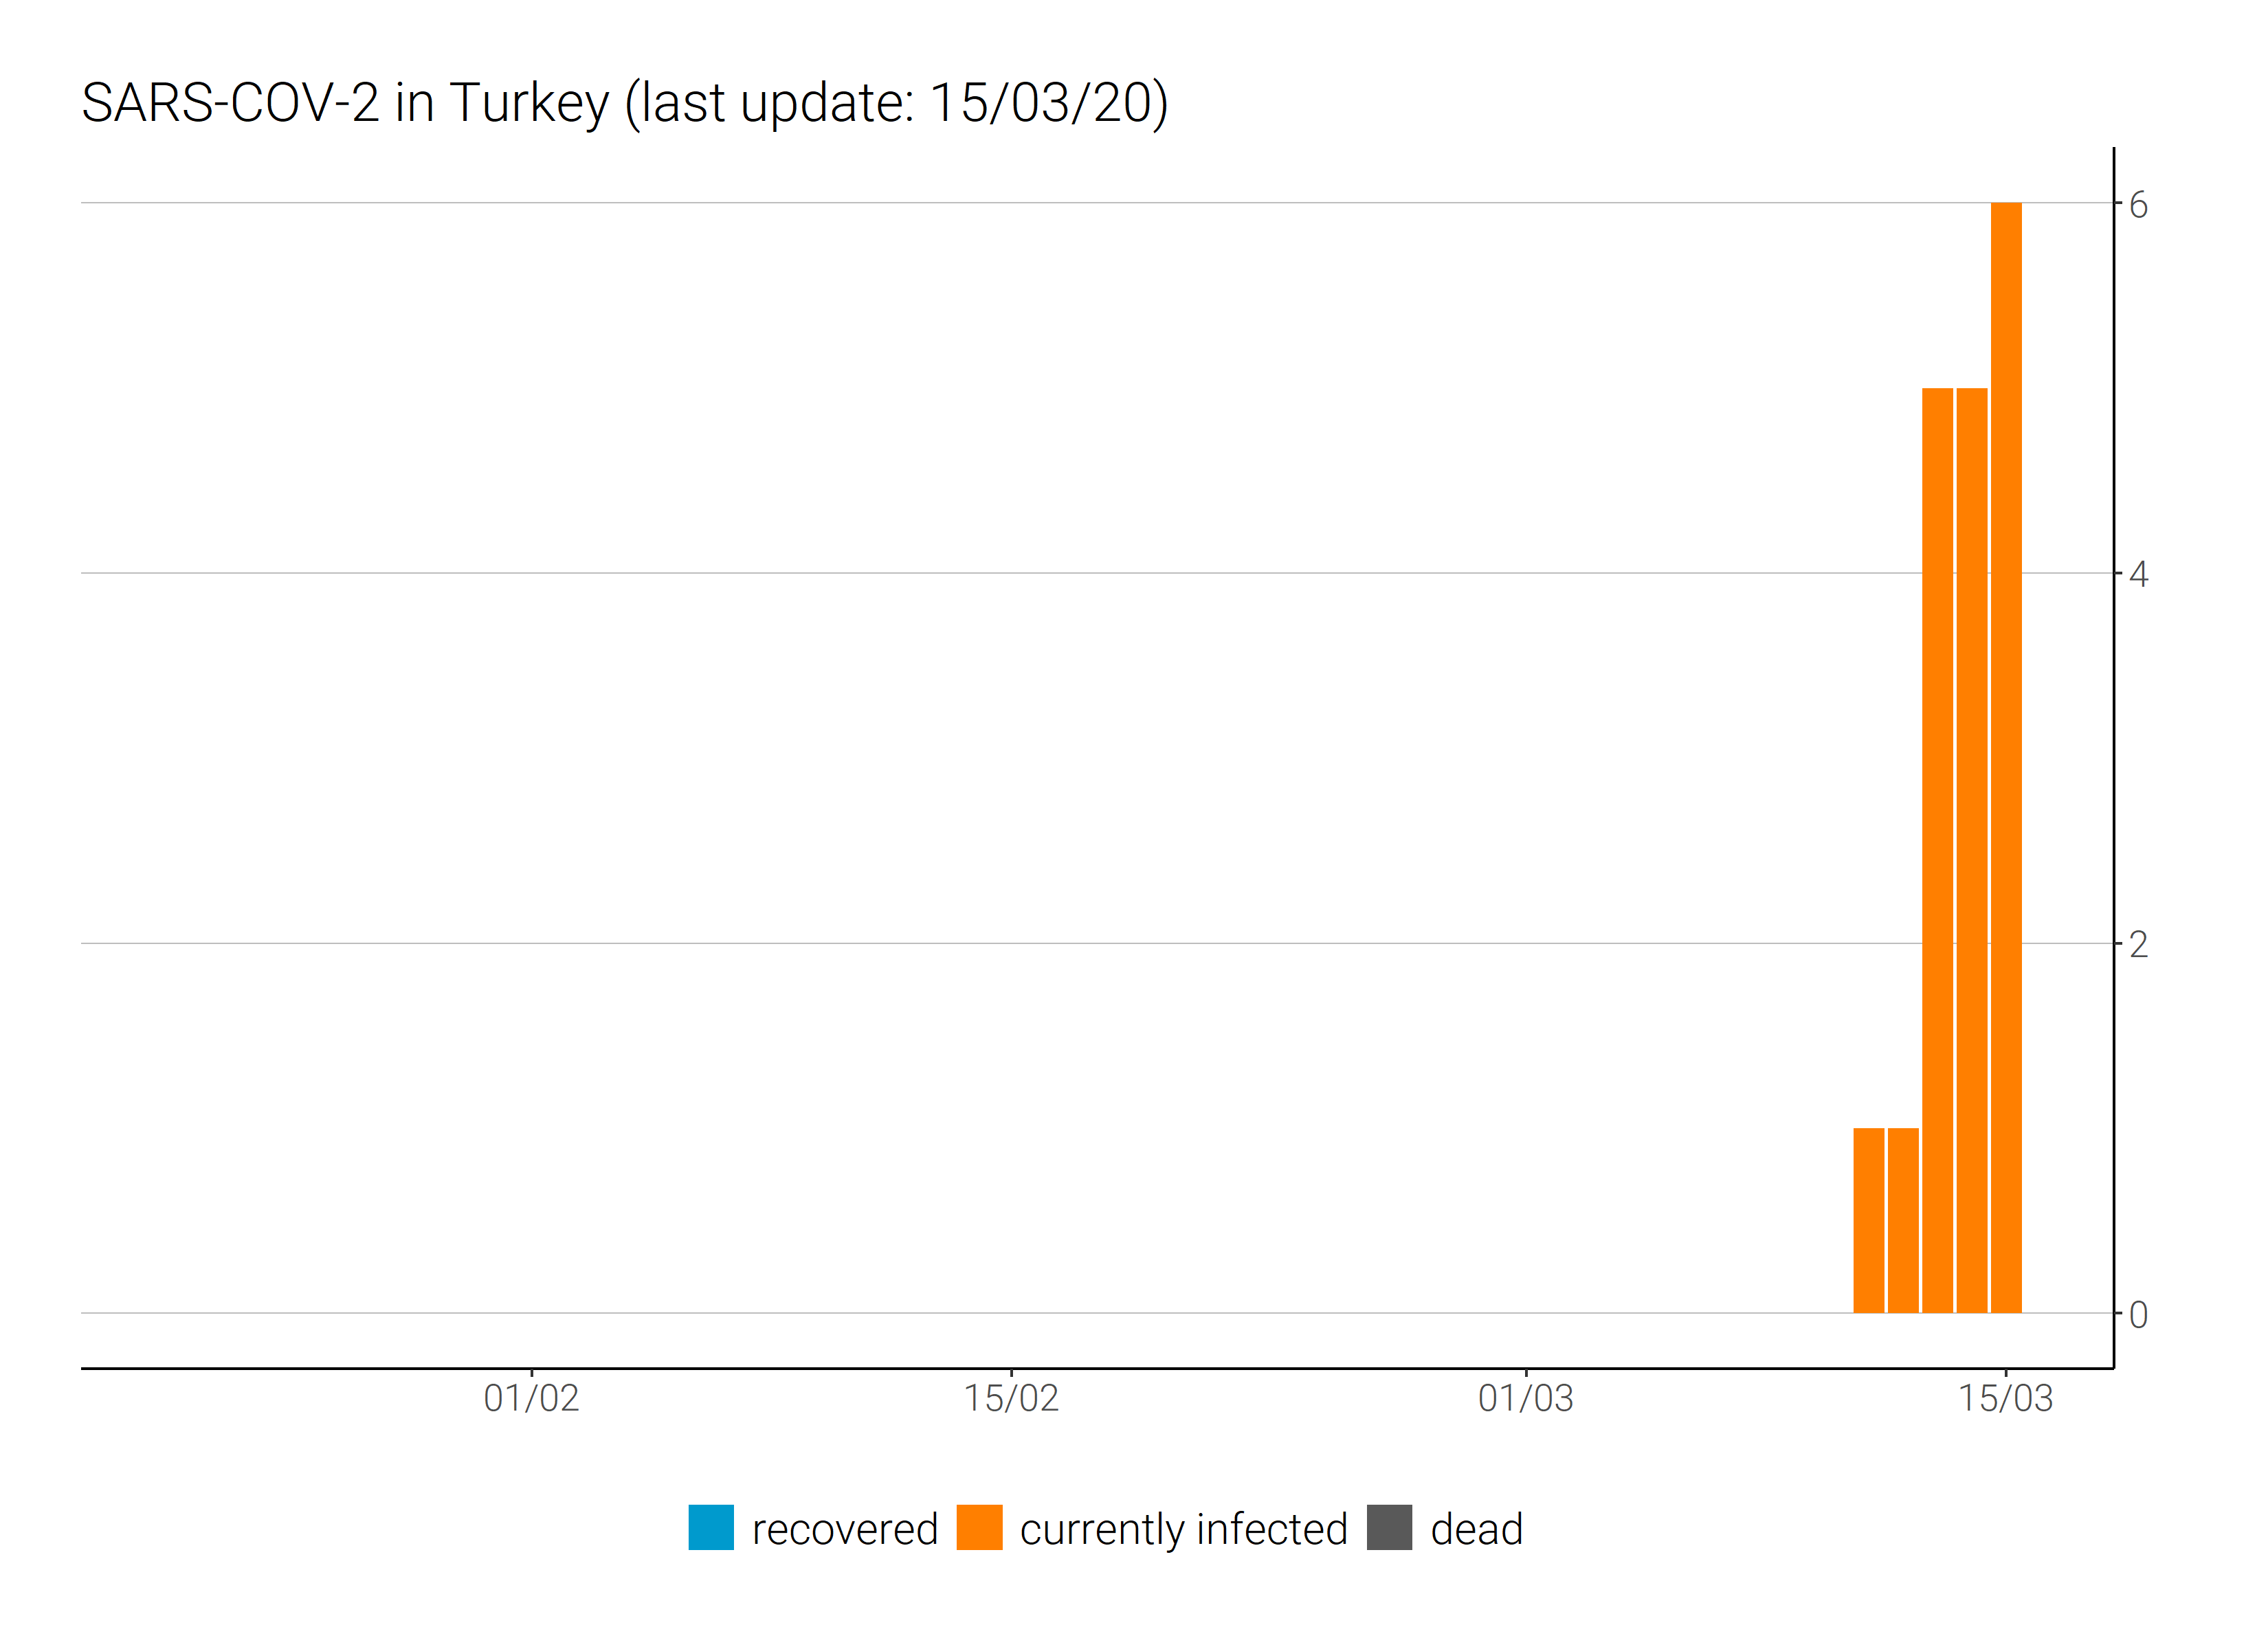 SARS-COV-2 in Turkey (last update: 15/03/20)
6
4
2
0
01/02 15/02 01/03 15/03
recovered currently infected dead